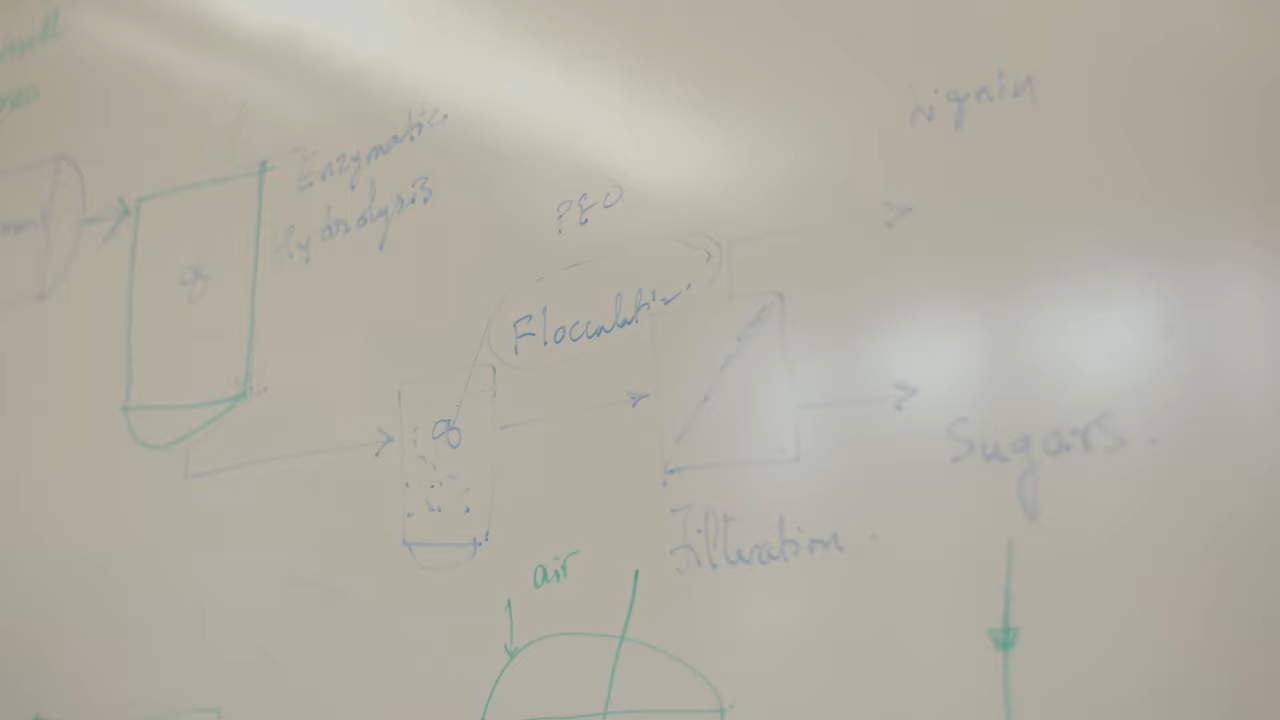 Lignin
Enzymatic
Hydrolysis
PEO
Flocculation.
Sugars.
Filtration.
air